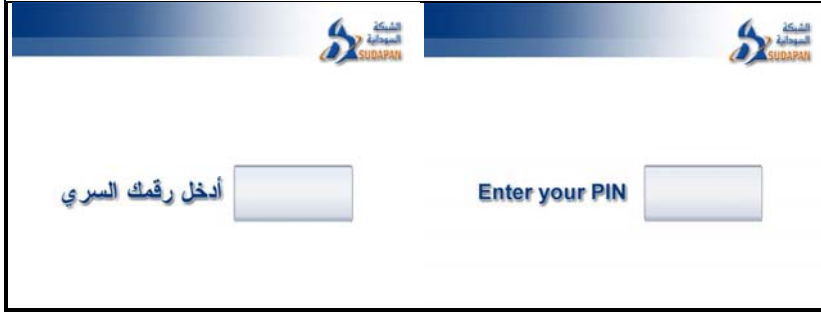 الشبكة
السودانية
SUDAPAN
أدخل رقمك السري
الشبكة
السودانية
SUDAPAN
Enter your PIN